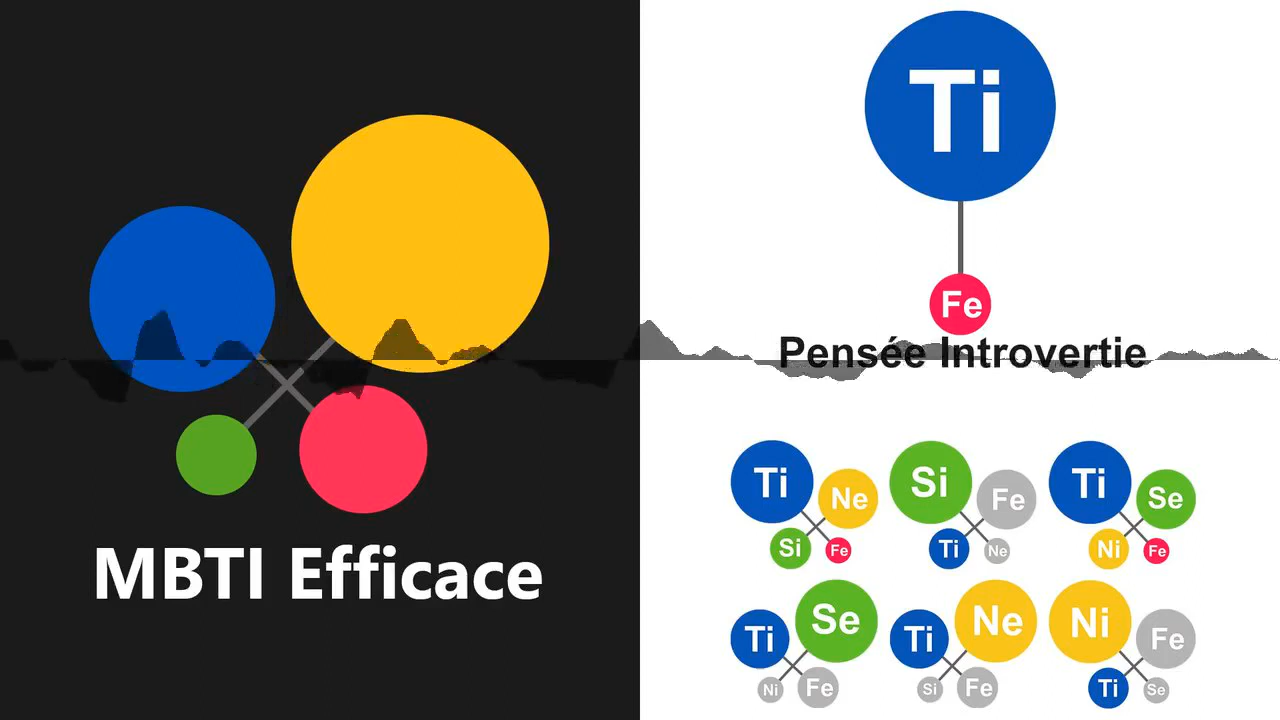 MBTI Efficace
Ti
Fe
Pensée Introvertie
Ti Ne
Si Fe
Si Fe
Ti Ne
Ti Se
Ni Fe
Ti Se
Ni Fe
Ti Ne
Si Fe
Ni Fe
Ti Se